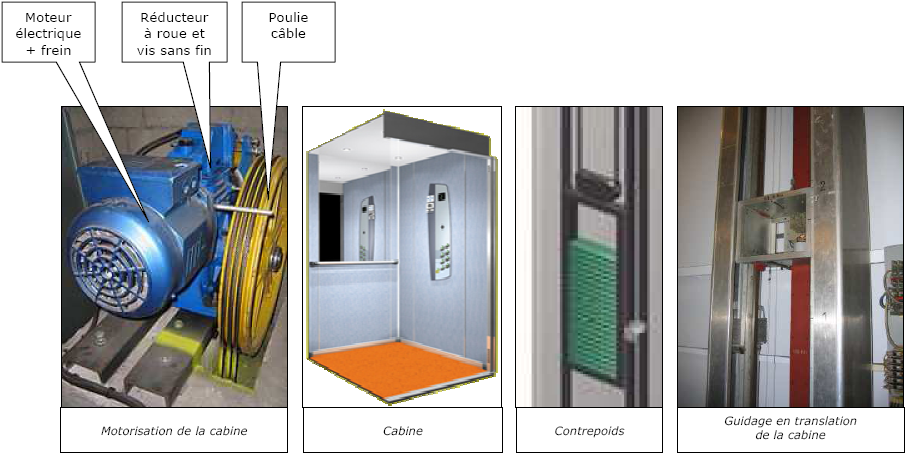 Moteur
électrique
+ frein
Réducteur
à roue et
vis sans fin
Poulie
câble
Motorisation de la cabine
Cabine
Contrepoids
Guidage en translation
de la cabine